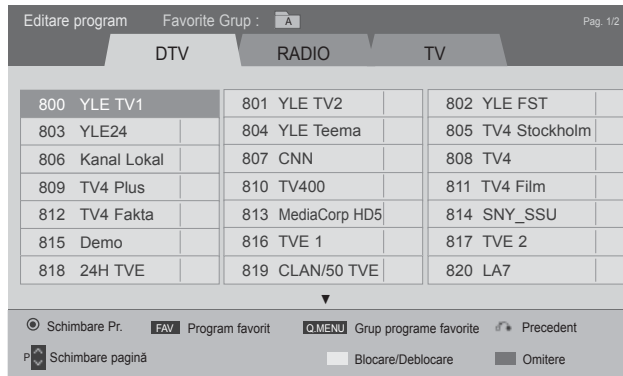 Editare program Favorite Grup : A Pag. 1/2
DTV RADIO TV
800 YLE TV1 801 YLE TV2 802 YLE FST
803 YLE24 804 YLE Teema 805 TV4 Stockholm
806 Kanal Lokal 807 CNN 808 TV4
809 TV4 Plus 810 TV400 811 TV4 Film
812 TV4 Fakta 813 MediaCorp HD5 814 SNY_SSU
815 Demo 816 TVE 1 817 TVE 2
818 24H TVE 819 CLAN/50 TVE 820 LA7
Schimbare Pr. FAV Program favorit Q.MENU Grup programe favorite Precedent
P Schimbare pagină Blocare/Deblocare Omitere